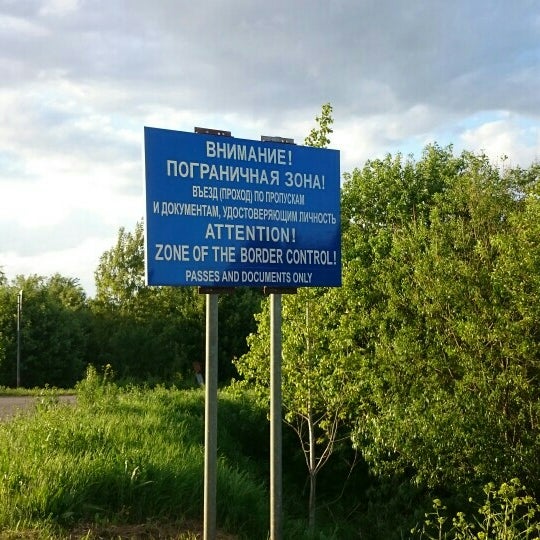 ВНИМАНИЕ!
ПОГРАНИЧНАЯ ЗОНА!
ВЪЕЗД (ПРОХОД) ПО ПРОПУСКАМ
И ДОКУМЕНТАМ, УДОСТОВЕРЯЮЩИМ ЛИЧНОСТЬ
ATTENTION!
ZONE OF THE BORDER CONTROL!
PASSES AND DOCUMENTS ONLY